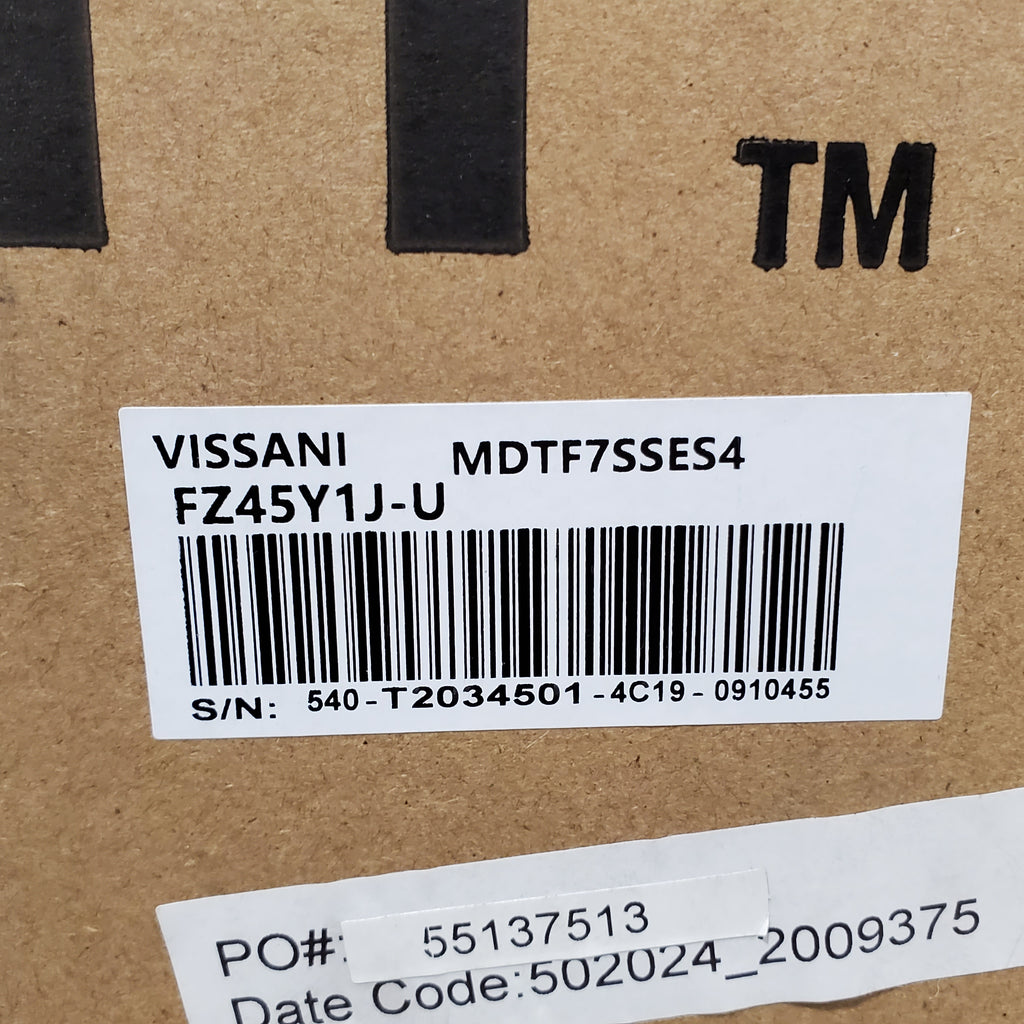 TM
VISSANI MDTF7SSES4
FZ45Y1J-U
S/N: 540-T2034501-4C19-0910455
PO#: 55137513
Date Code:502024_2009375